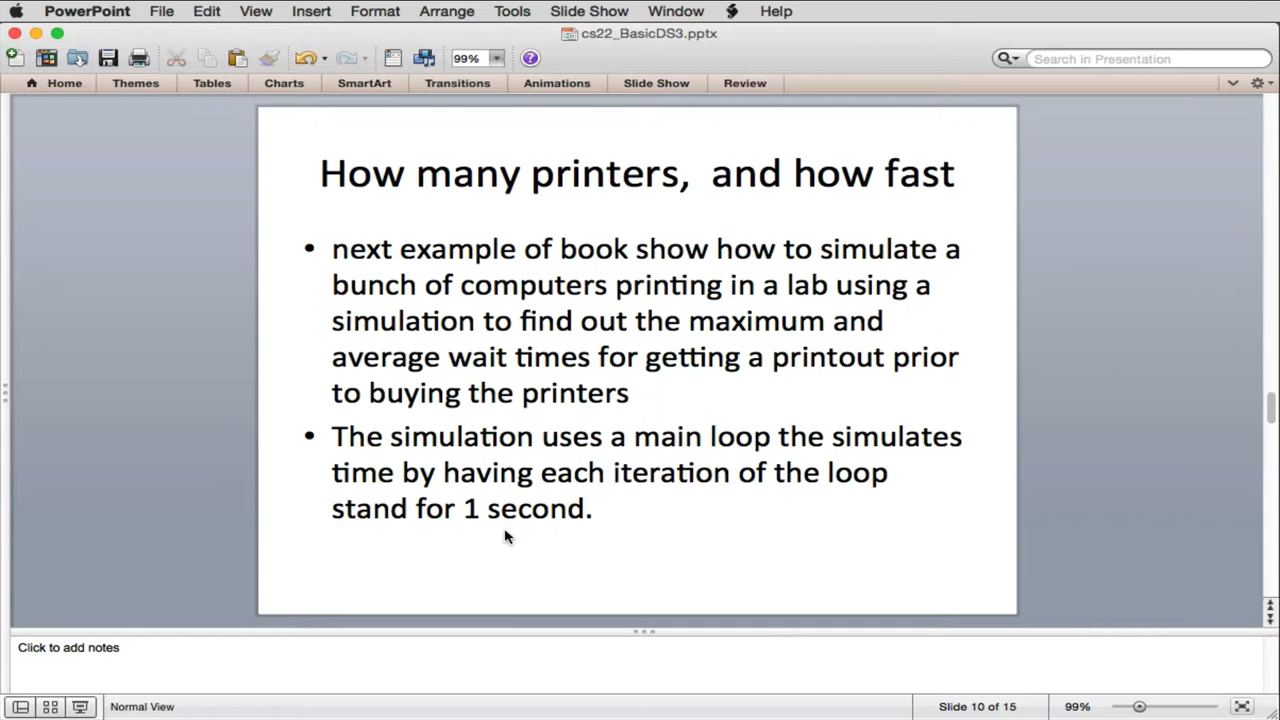 PowerPoint File Edit View Insert Format Arrange Tools Slide Show Window Help
cs22_BasicDS3.pptx
99% ? Search in Presentation
Home Themes Tables Charts SmartArt Transitions Animations Slide Show Review
How many printers,  and how fast
• next example of book show how to simulate a
bunch of computers printing in a lab using a
simulation to find out the maximum and
average wait times for getting a printout prior
to buying the printers
• The simulation uses a main loop the simulates
time by having each iteration of the loop
stand for 1 second.
Click to add notes
Normal View Slide 10 of 15 99%